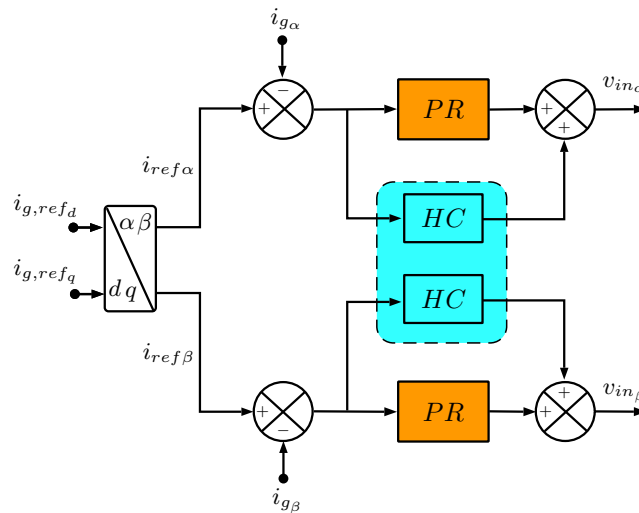 i_{g_α}
v_{in_α}
−
+
PR
+
+
i_{refα}
i_{g,ref_d}
αβ
HC
i_{g,ref_q}
dq
HC
i_{refβ}
v_{in_β}
+
+
PR
+
−
i_{g_β}